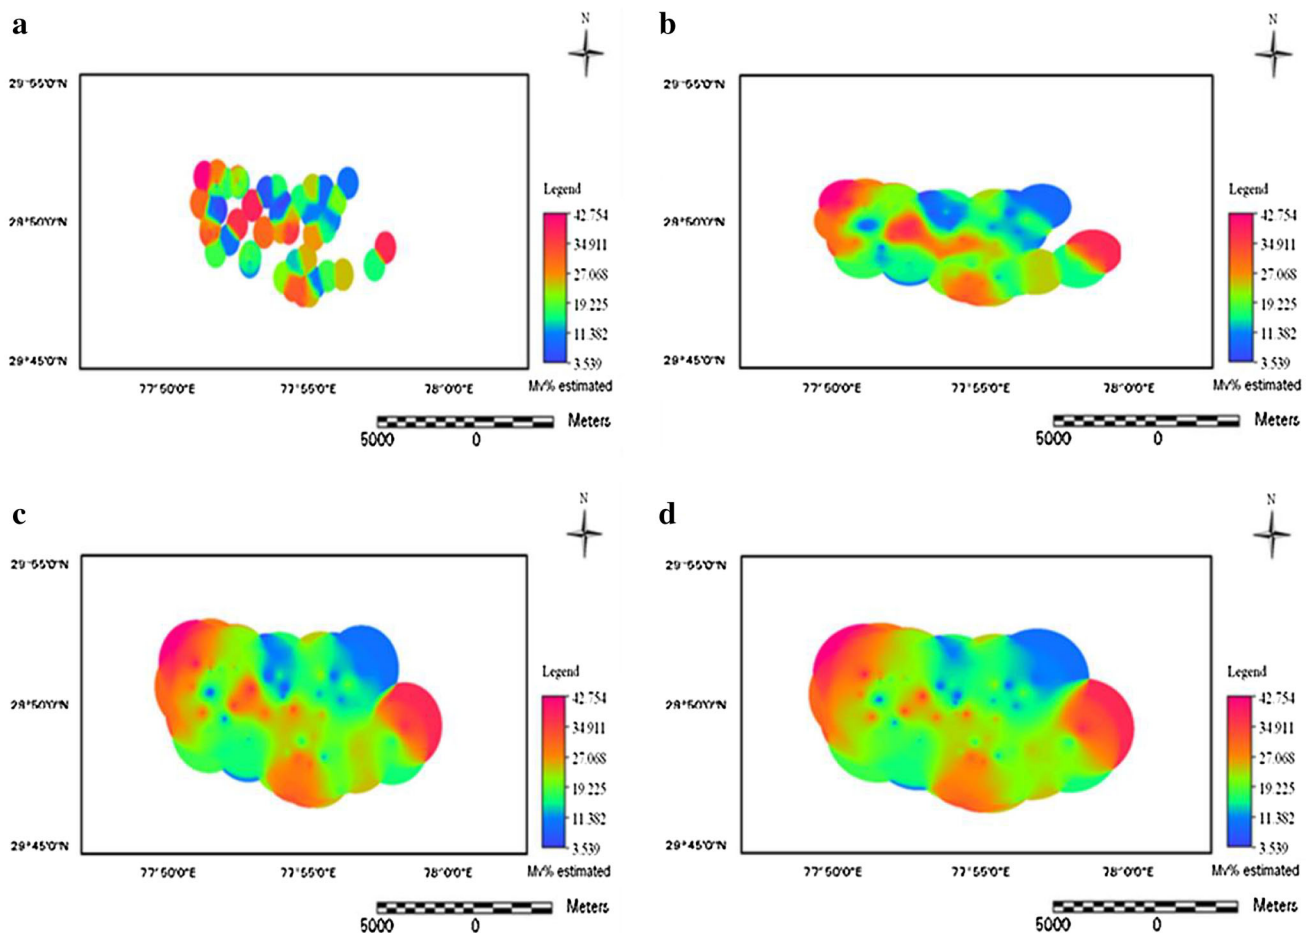 a
N
29°55'0"N
28°50'0"N
29°45'0"N
77°50'0"E
77°55'0"E
78°0'0"E
Legend
42.754
34.911
27.068
19.225
11.382
3.539
Mv% estimated
Meters
5000 0
b
N
29°55'0"N
28°50'0"N
29°45'0"N
77°50'0"E
77°55'0"E
78°0'0"E
Legend
42.754
34.911
27.068
19.225
11.382
3.539
Mv% estimated
Meters
5000 0
c
N
29°55'0"N
28°50'0"N
29°45'0"N
77°50'0"E
77°55'0"E
78°0'0"E
Legend
42.754
34.911
27.068
19.225
11.382
3.539
Mv% estimated
Meters
5000 0
d
N
29°55'0"N
28°50'0"N
29°45'0"N
77°50'0"E
77°55'0"E
78°0'0"E
Legend
42.754
34.911
27.068
19.225
11.382
3.539
Mv% estimated
Meters
5000 0